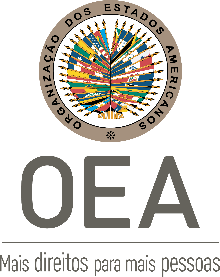 ORGANIZAÇÃO DOS ESTADOS AMERICANOS
OEA
Mais direitos para mais pessoas